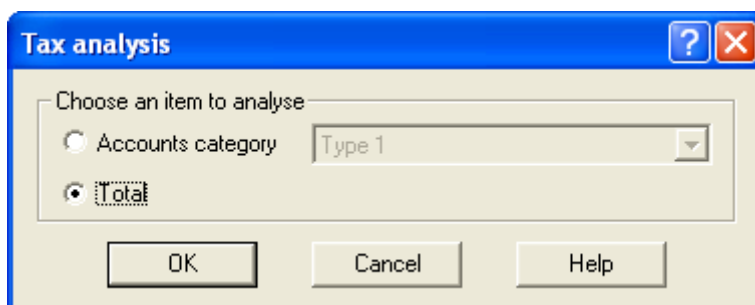 Tax analysis
Choose an item to analyse
Accounts category Type 1
Total
OK Cancel Help